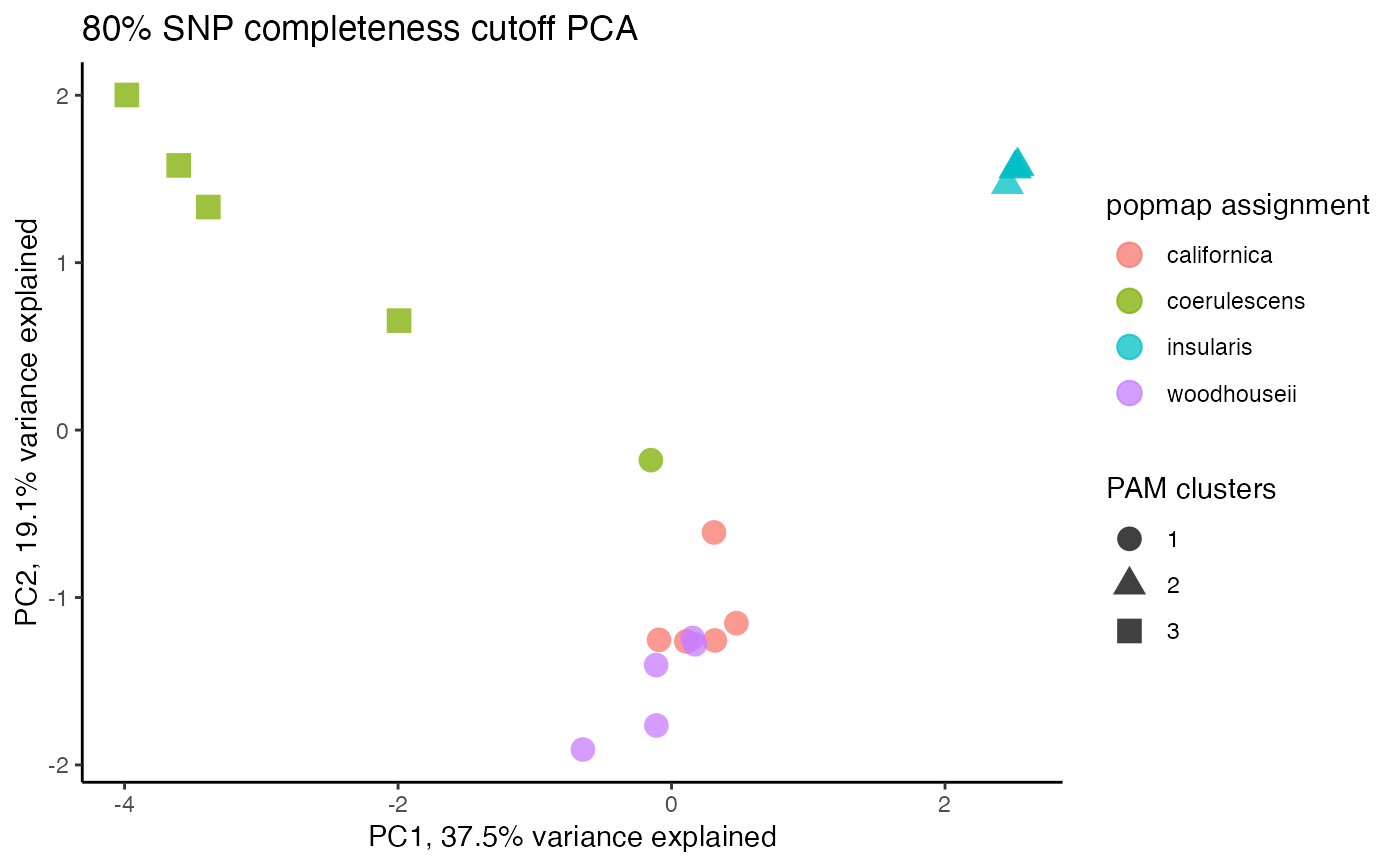 80% SNP completeness cutoff PCA
PC2, 19.1% variance explained
2
1
0
-1
-2
-4
-2
0
2
PC1, 37.5% variance explained
popmap assignment
californica
coerulescens
insularis
woodhouseii
PAM clusters
1
2
3